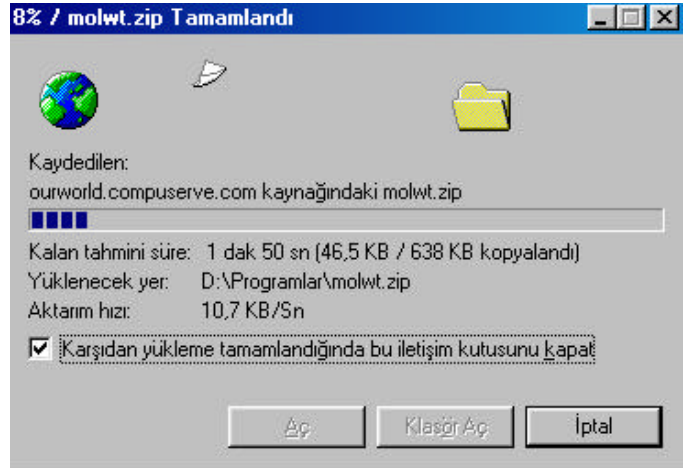 8% / molwt.zip Tamamlandı
Kaydedilen:
ourworld.compuserve.com kaynağındaki molwt.zip
Kalan tahmini süre: 1 dak 50 sn (46,5 KB / 638 KB kopyalandı)
Yüklenecek yer: D:\Programlar\molwt.zip
Aktarım hızı: 10,7 KB/Sn
Karşıdan yükleme tamamlandığında bu iletişim kutusunu kapat
Aç
Klasör Aç
İptal